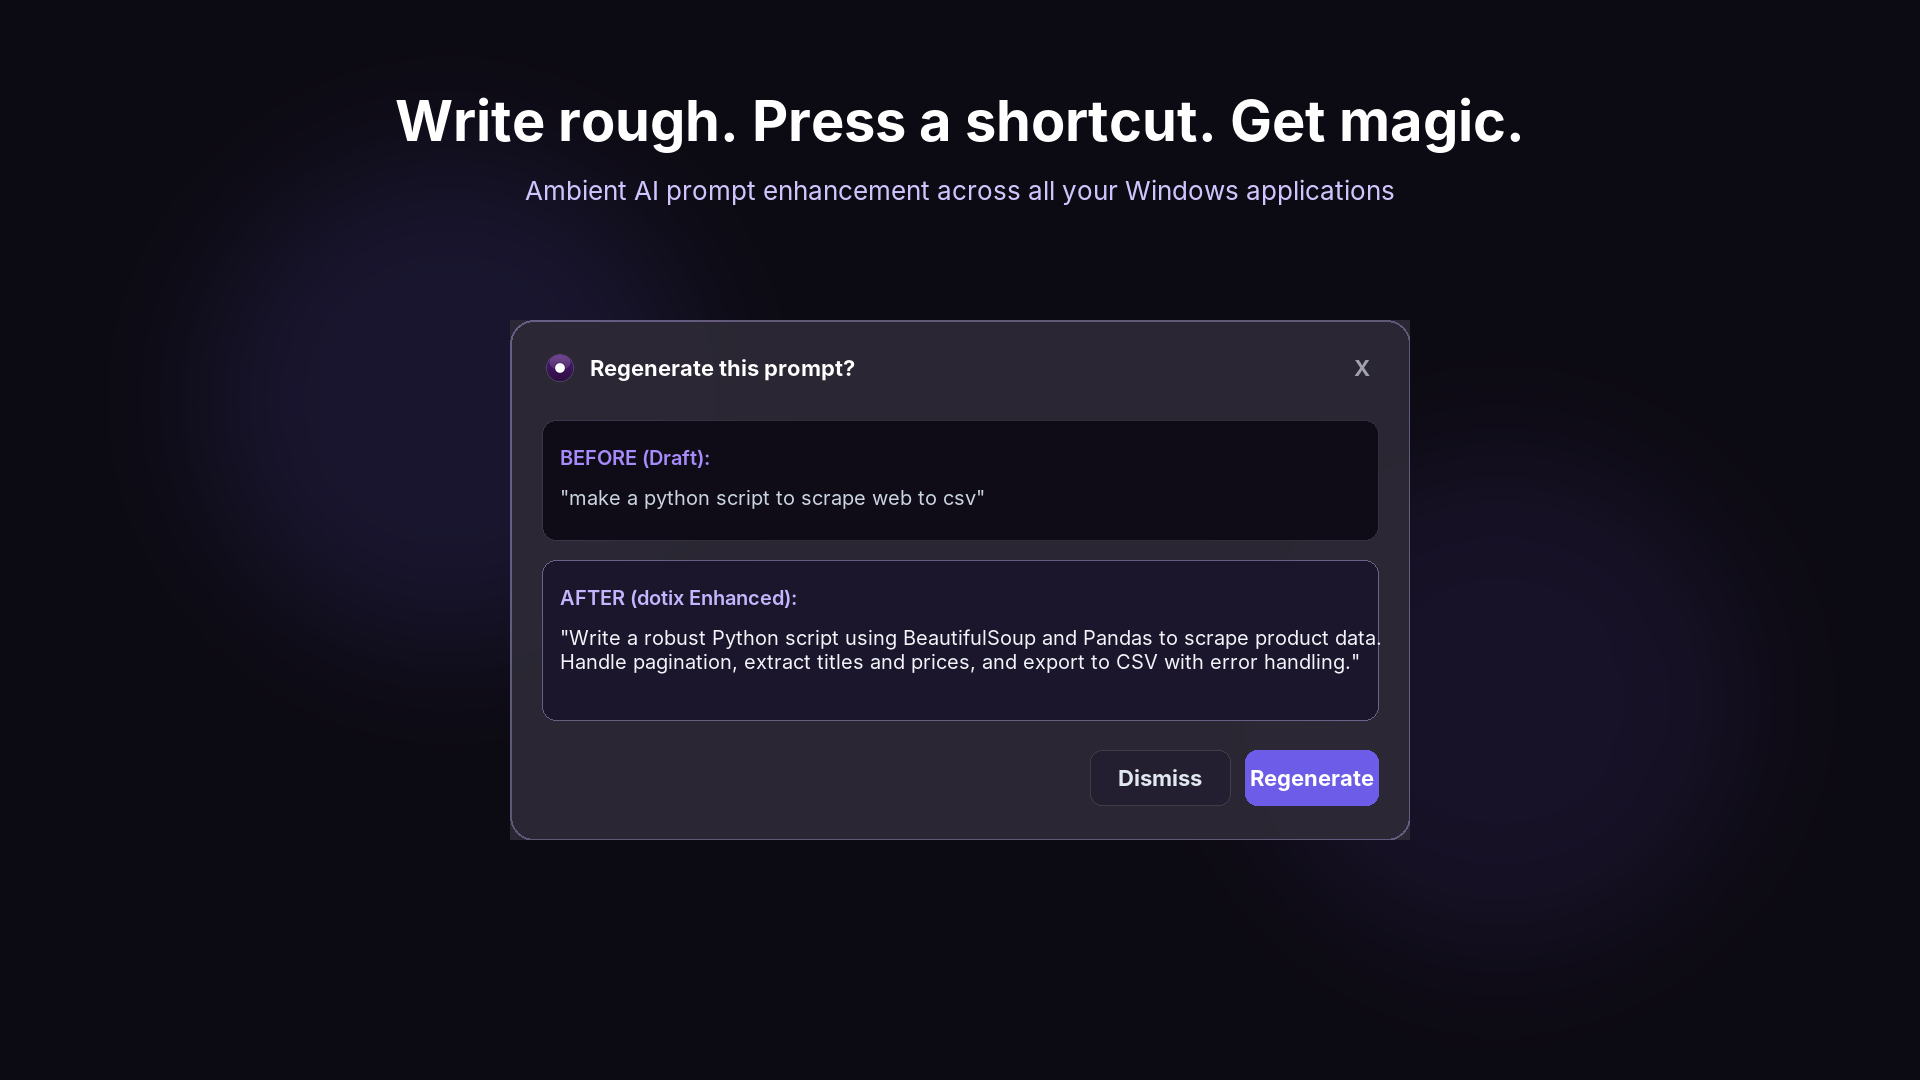 Write rough. Press a shortcut. Get magic.
Ambient AI prompt enhancement across all your Windows applications
Regenerate this prompt?
X
BEFORE (Draft):
"make a python script to scrape web to csv"
AFTER (dotix Enhanced):
"Write a robust Python script using BeautifulSoup and Pandas to scrape product data.
Handle pagination, extract titles and prices, and export to CSV with error handling."
Dismiss
Regenerate